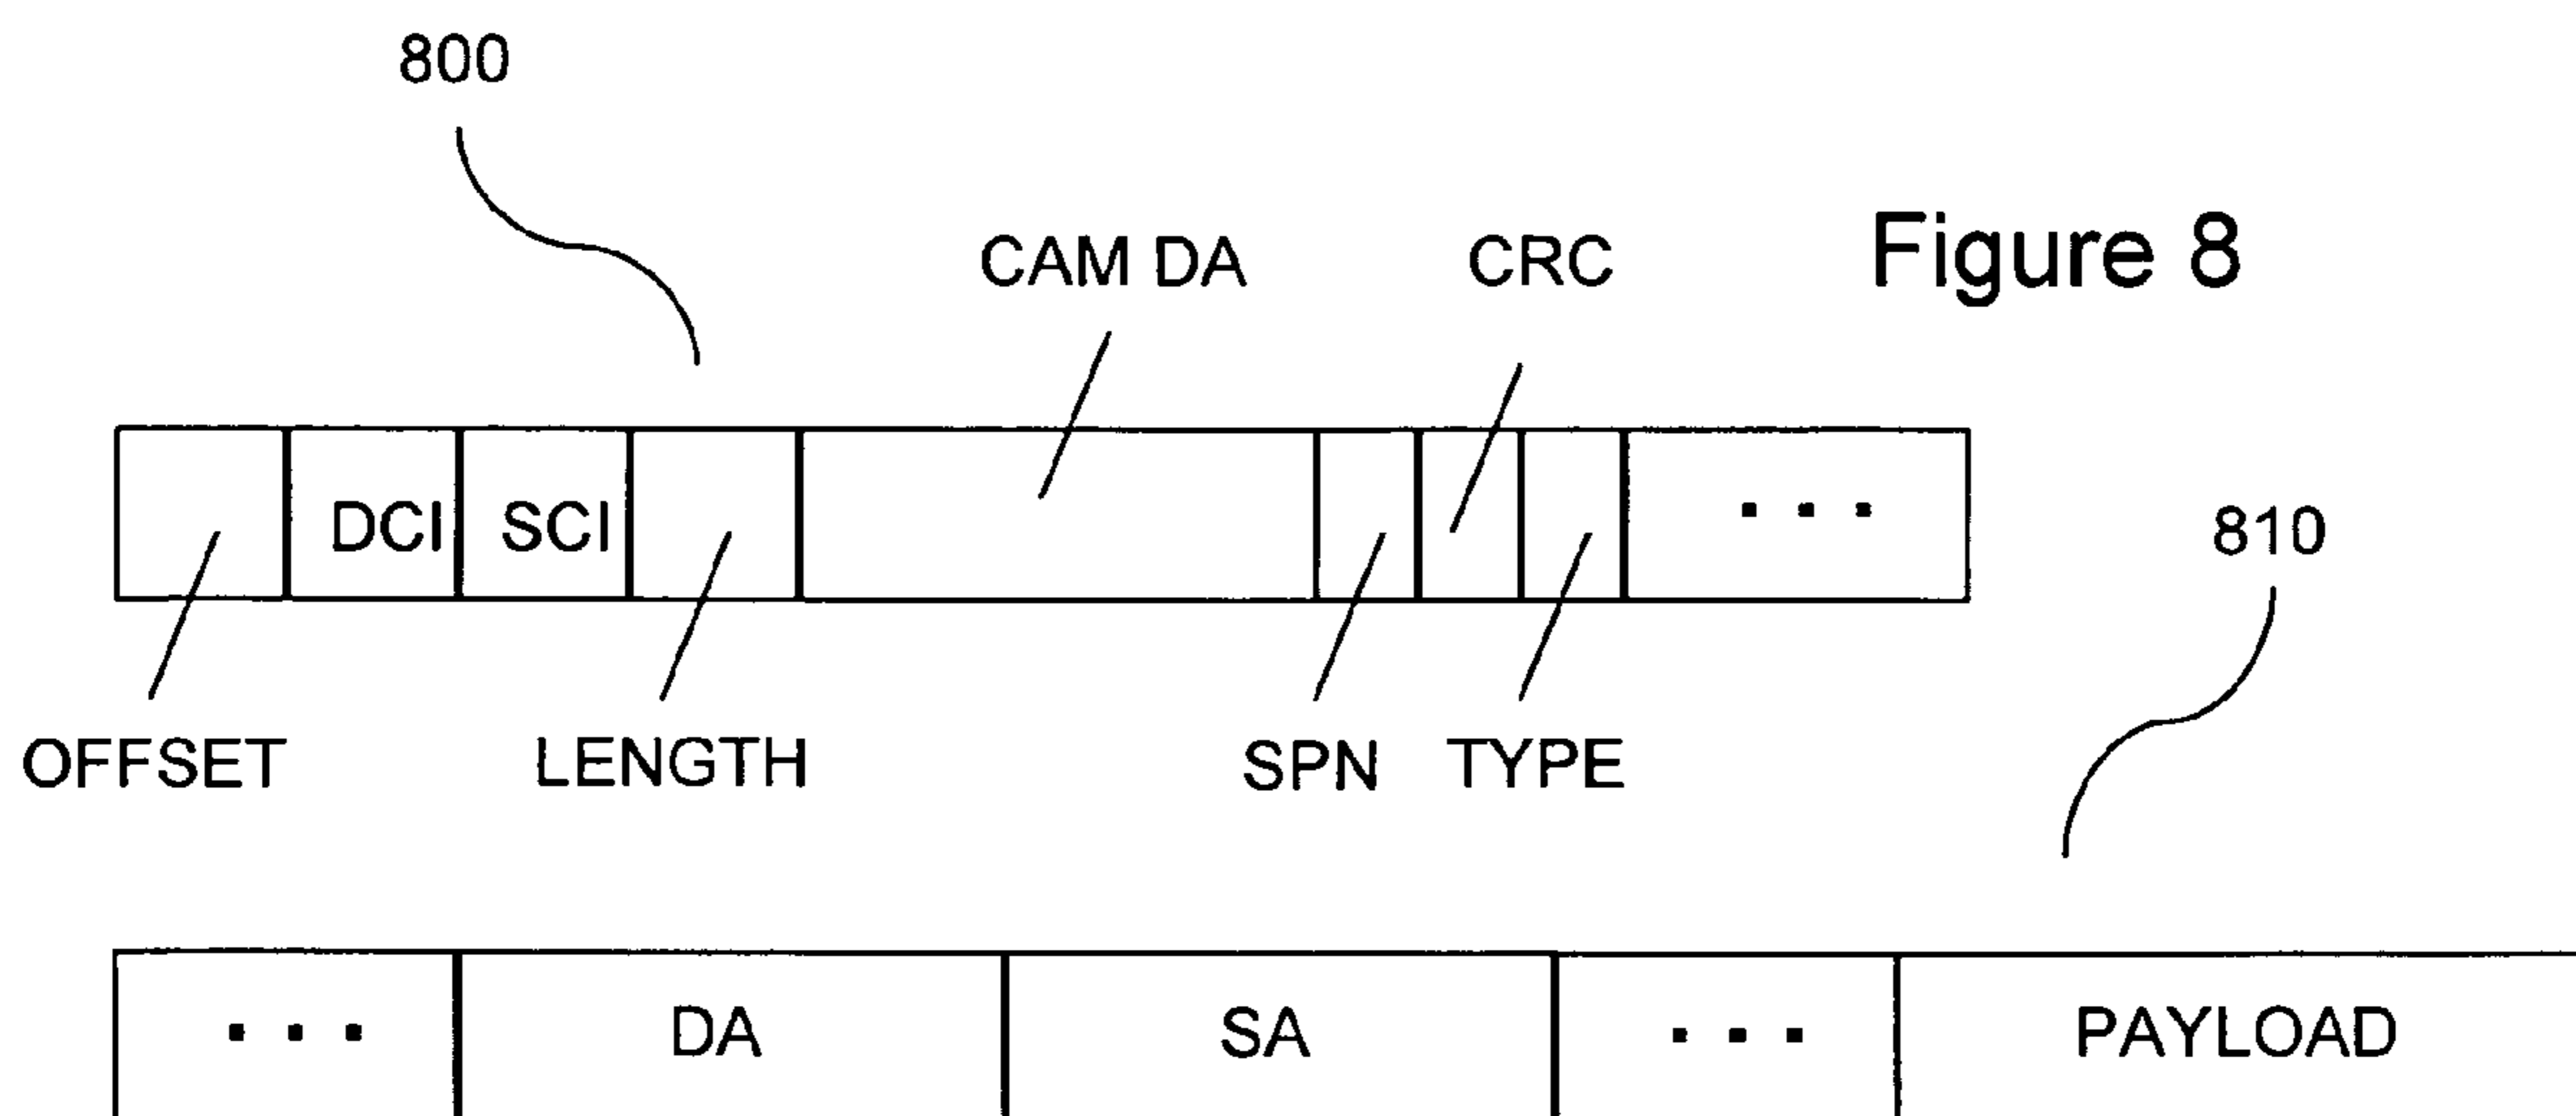 800
CAM DA CRC Figure 8
DCI SCI ...
810
OFFSET LENGTH SPN TYPE
... DA SA ... PAYLOAD